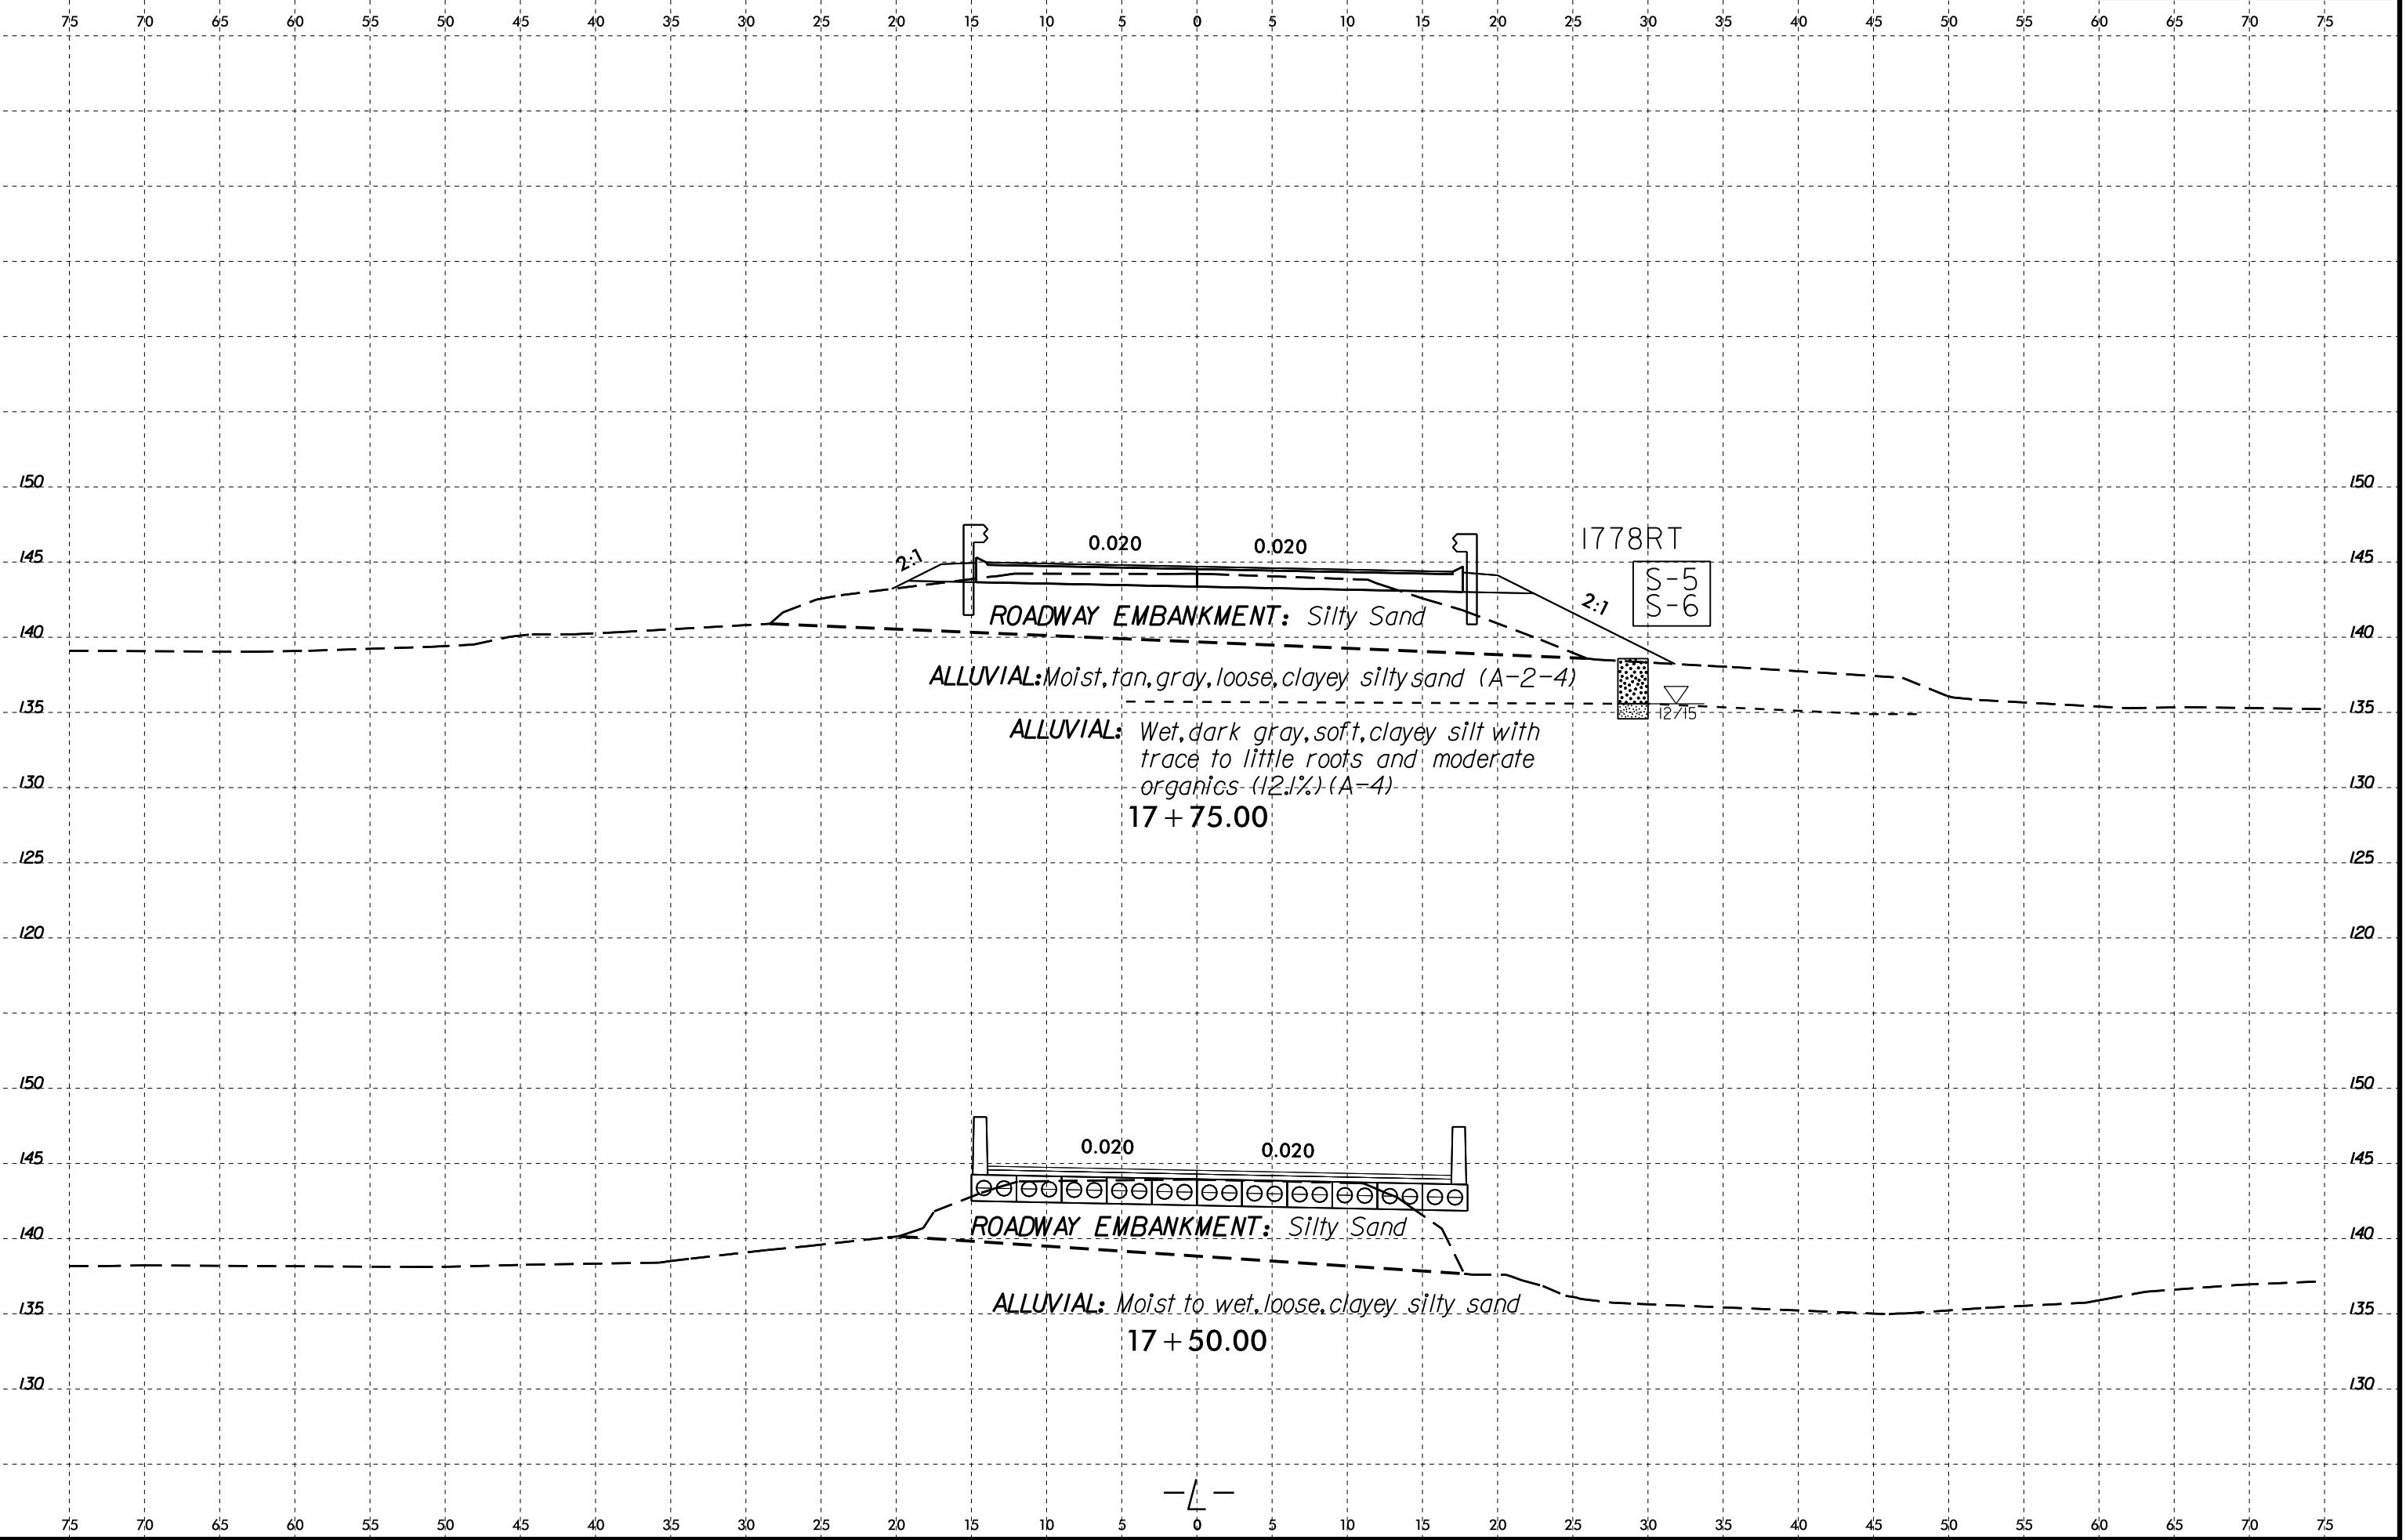 75 70 65 60 55 50 45 40 35 30 25 20 15 10 5 0 5 10 15 20 25 30 35 40 45 50 55 60 65 70 75
150 150
0.020 0.020 1778RT
145 2:1 145
S-5
2:1 S-6
ROADWAY EMBANKMENT: Silty Sand
140 140
ALLUVIAL: Moist, tan, gray, loose, clayey silty sand (A-2-4)
135 12/15 135
ALLUVIAL: Wet, dark gray, soft, clayey silt with
trace to little roots and moderate
organics (12.1%) (A-4)
130 130
17+75.00
125 125
120 120
150 150
0.020 0.020
145 145
ROADWAY EMBANKMENT: Silty Sand
140 140
ALLUVIAL: Moist to wet, loose, clayey silty sand
135 135
17+50.00
130 130
-L-
75 70 65 60 55 50 45 40 35 30 25 20 15 10 5 0 5 10 15 20 25 30 35 40 45 50 55 60 65 70 75